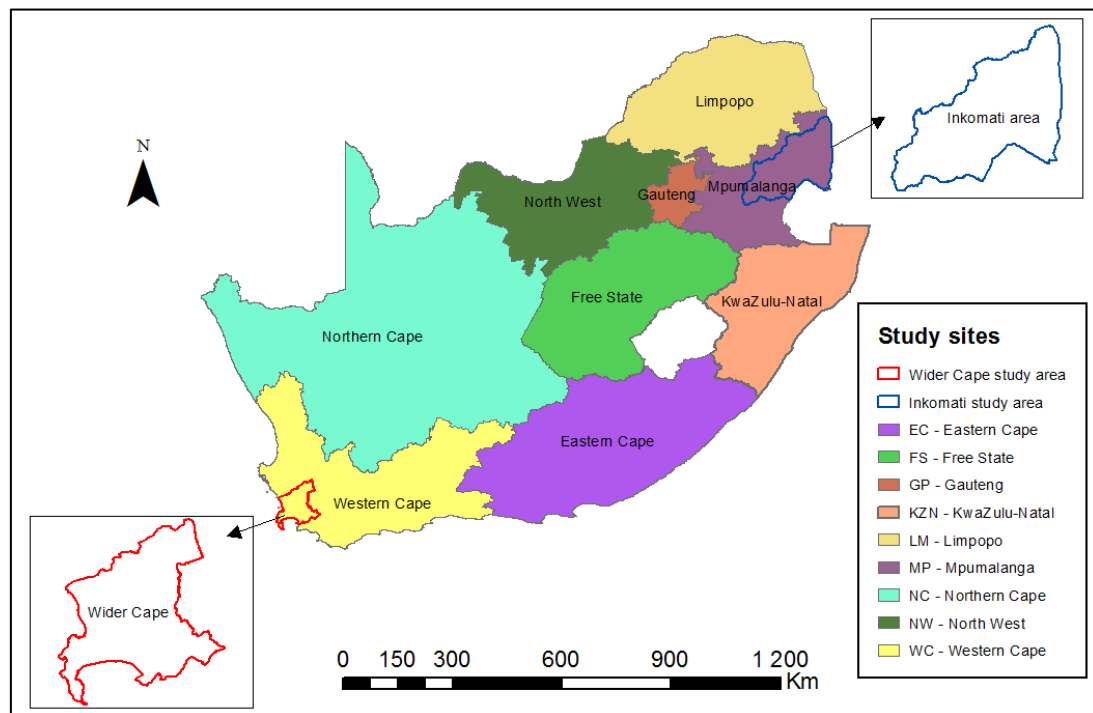 Limpopo
Inkomati area
N
Gauteng
Mpumalanga
North West
Free State
KwaZulu-Natal
Northern Cape
Eastern Cape
Western Cape
Wider Cape
Study sites
Wider Cape study area
Inkomati study area
EC - Eastern Cape
FS - Free State
GP - Gauteng
KZN - KwaZulu-Natal
LM - Limpopo
MP - Mpumalanga
NC - Northern Cape
NW - North West
WC - Western Cape
0 150 300 600 900 1 200
Km